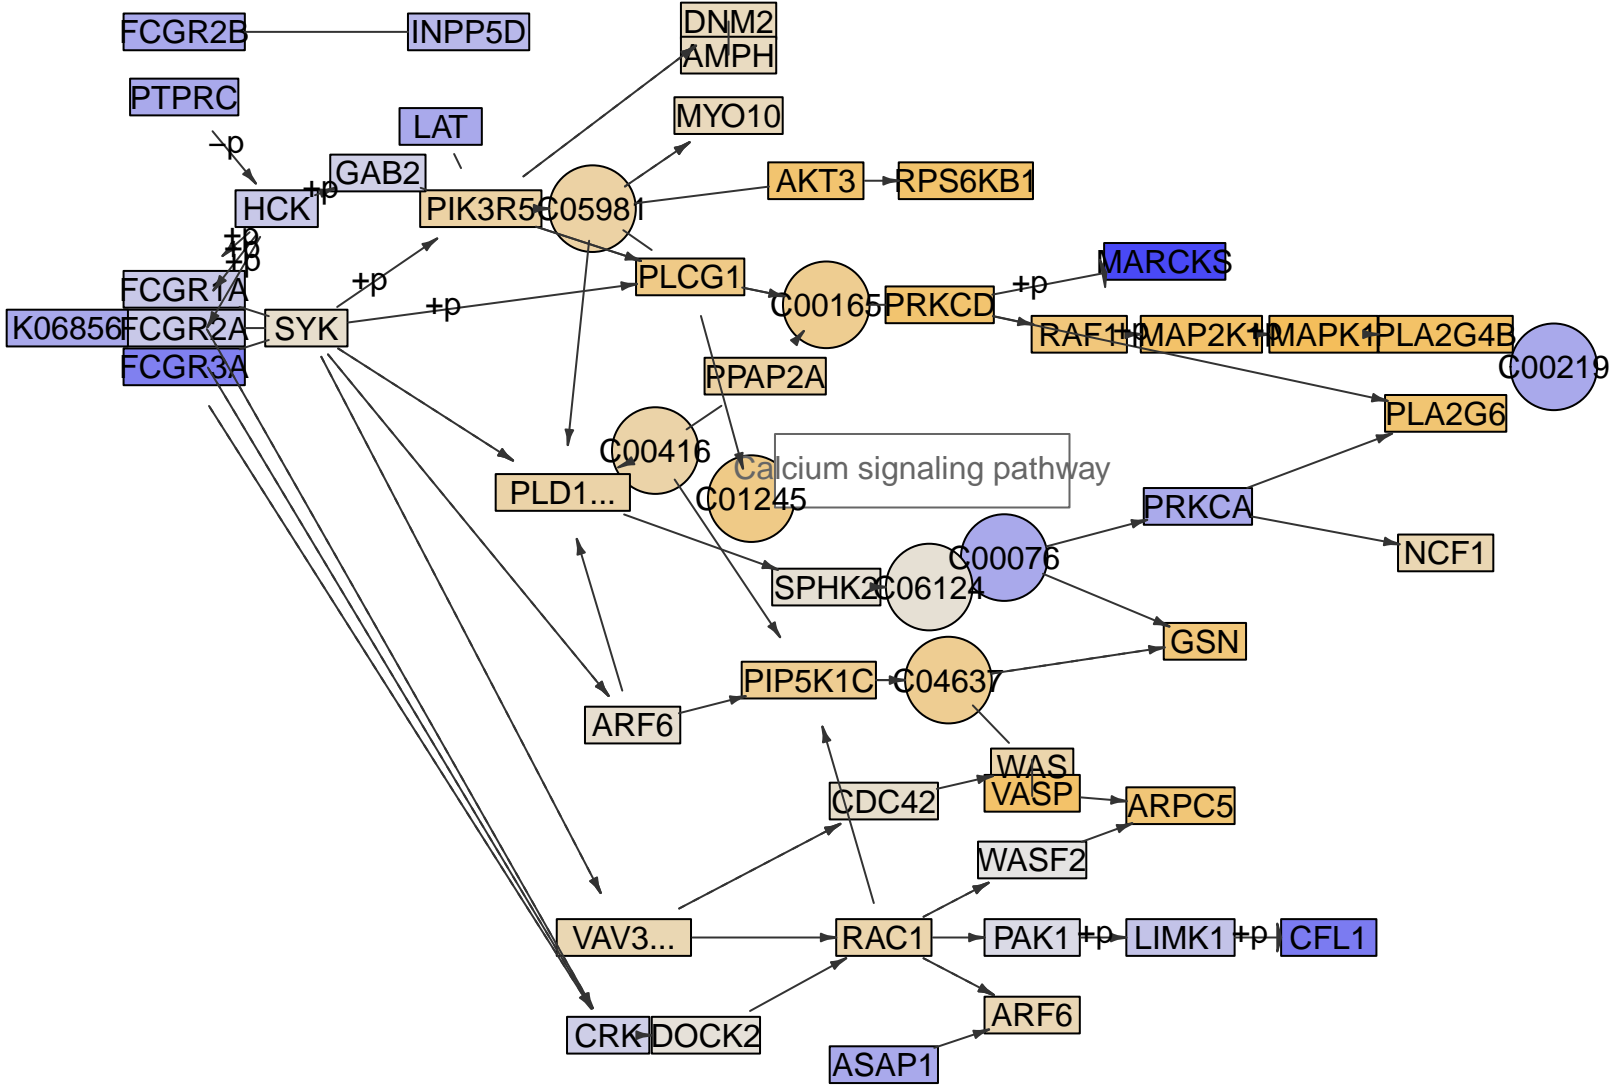 DNM2
FCGR2B
INPP5D
AMPH
PTPRC
MYO10
LAT
–p
GAB2
+p
AKT3
RPS6KB1
HCK
PIK3R5
C05981
+p
+p
+p
MARCKS
FCGR1A
+p
PLCG1
+p
+p
C00165
PRKCD
K06856
FCGR2A
SYK
RAF1
+p
MAP2K1
+p
MAPK1
PLA2G4B
FCGR3A
PPAP2A
C00219
PLA2G6
C00416
Calcium signaling pathway
PLD1...
C01245
PRKCA
NCF1
C00076
SPHK2
C06124
GSN
PIP5K1C
C04637
ARF6
WAS
CDC42
VASP
ARPC5
WASF2
VAV3...
RAC1
PAK1
+p
LIMK1
+p
CFL1
ARF6
CRK
DOCK2
ASAP1